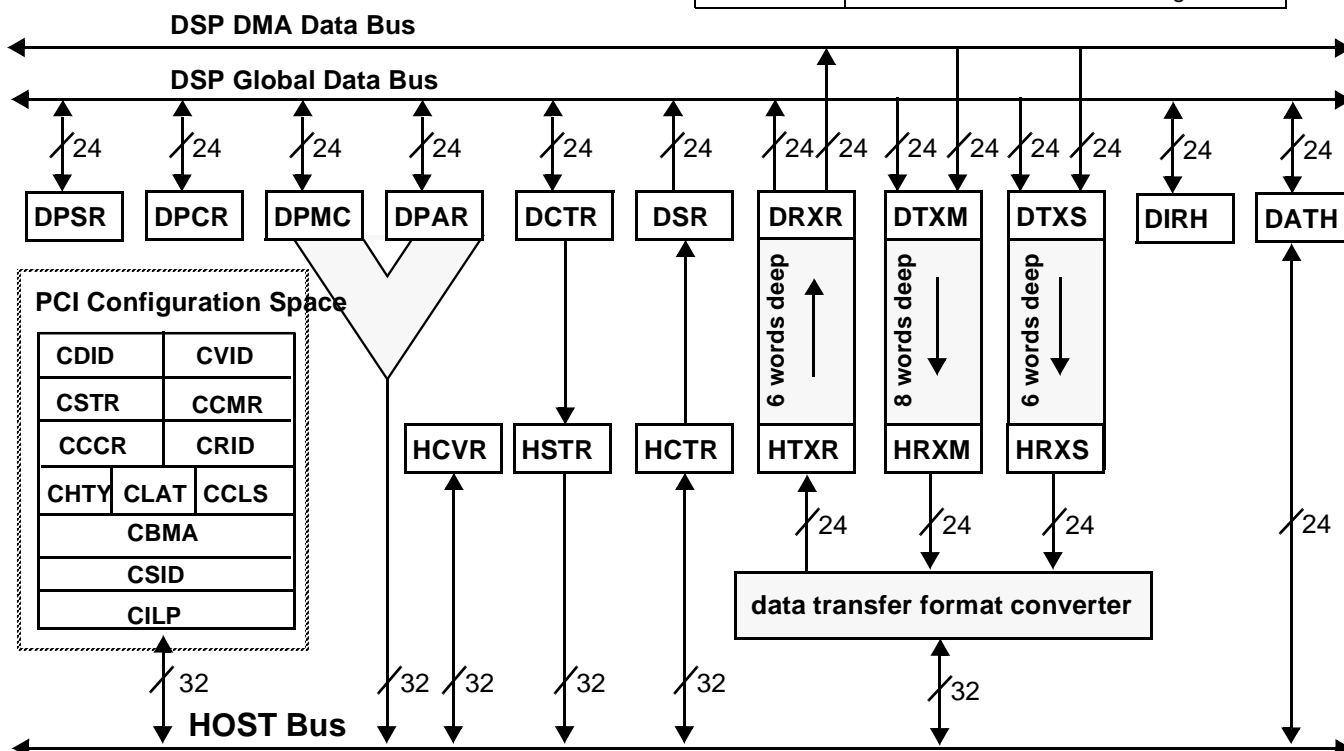 DSP DMA Data Bus
DSP Global Data Bus
24 24 24 24 24 24 24 24 24 24 24 24 24 24
DPSR DPCR DPMC DPAR DCTR DSR DRXR DTXM DTXS DIRH DATH
6 words deep
8 words deep
6 words deep
PCI Configuration Space
CDID CVID
CSTR CCMR
CCCR CRID
CHTY CLAT CCLS
CBMA
CSID
CILP
HCVR HSTR HCTR HTXR HRXM HRXS
24 24 24 24
data transfer format converter
32 32 32 32 32 32
HOST Bus